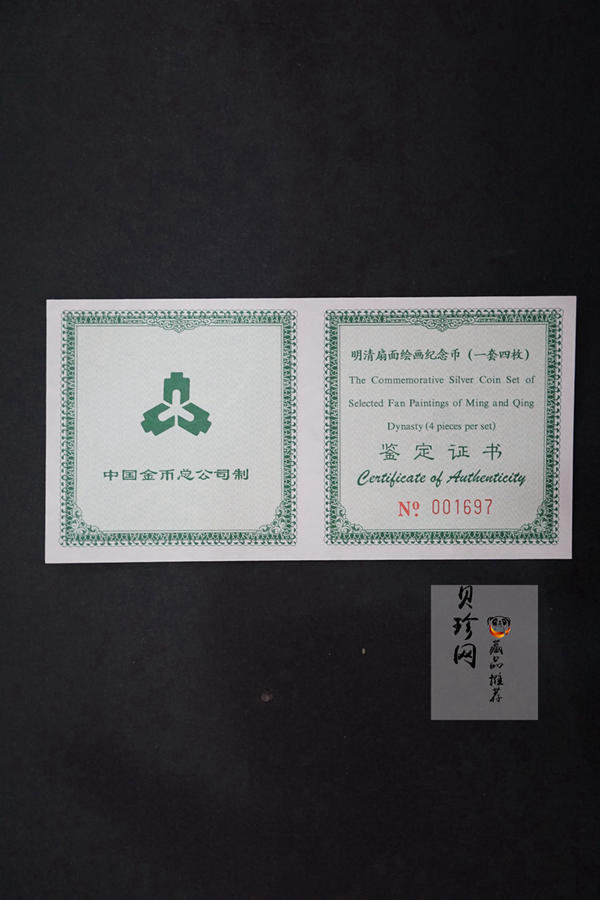 中国金币总公司制
明清扇面绘画纪念币（一套四枚）
The Commemorative Silver Coin Set of
Selected Fan Paintings of Ming and Qing
Dynasty (4 pieces per set)
鉴定证书
Certificate of Authenticity
Nº 001697
贝珍网
藏品推荐